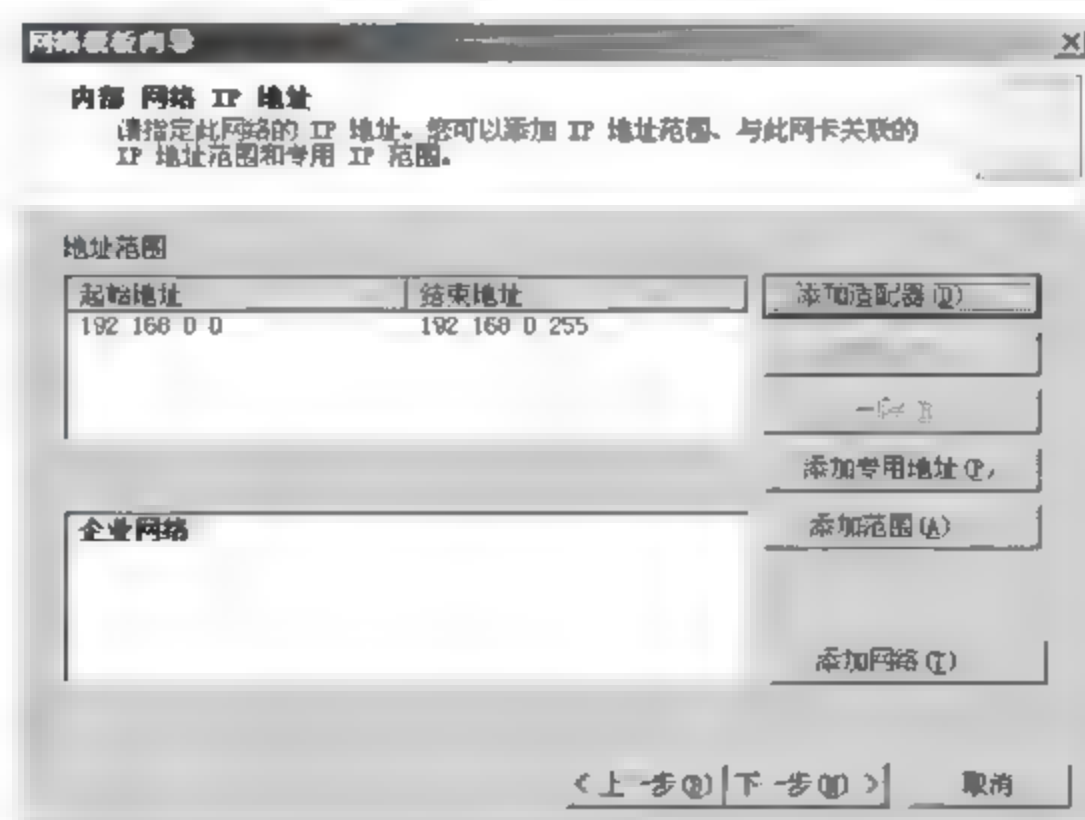 网络模板向导
内部 网络 IP 地址
请指定此网络的 IP 地址。您可以添加 IP 地址范围、与此网卡关联的
IP 地址范围和专用 IP 范围。
地址范围
起始地址 结束地址
192 168 0 0 192 168 0 255
添加适配器(D)
添加专用地址(P)
添加范围(A)
企业网络
添加网络(T)
< 上一步(B) 下一步(N) > 取消